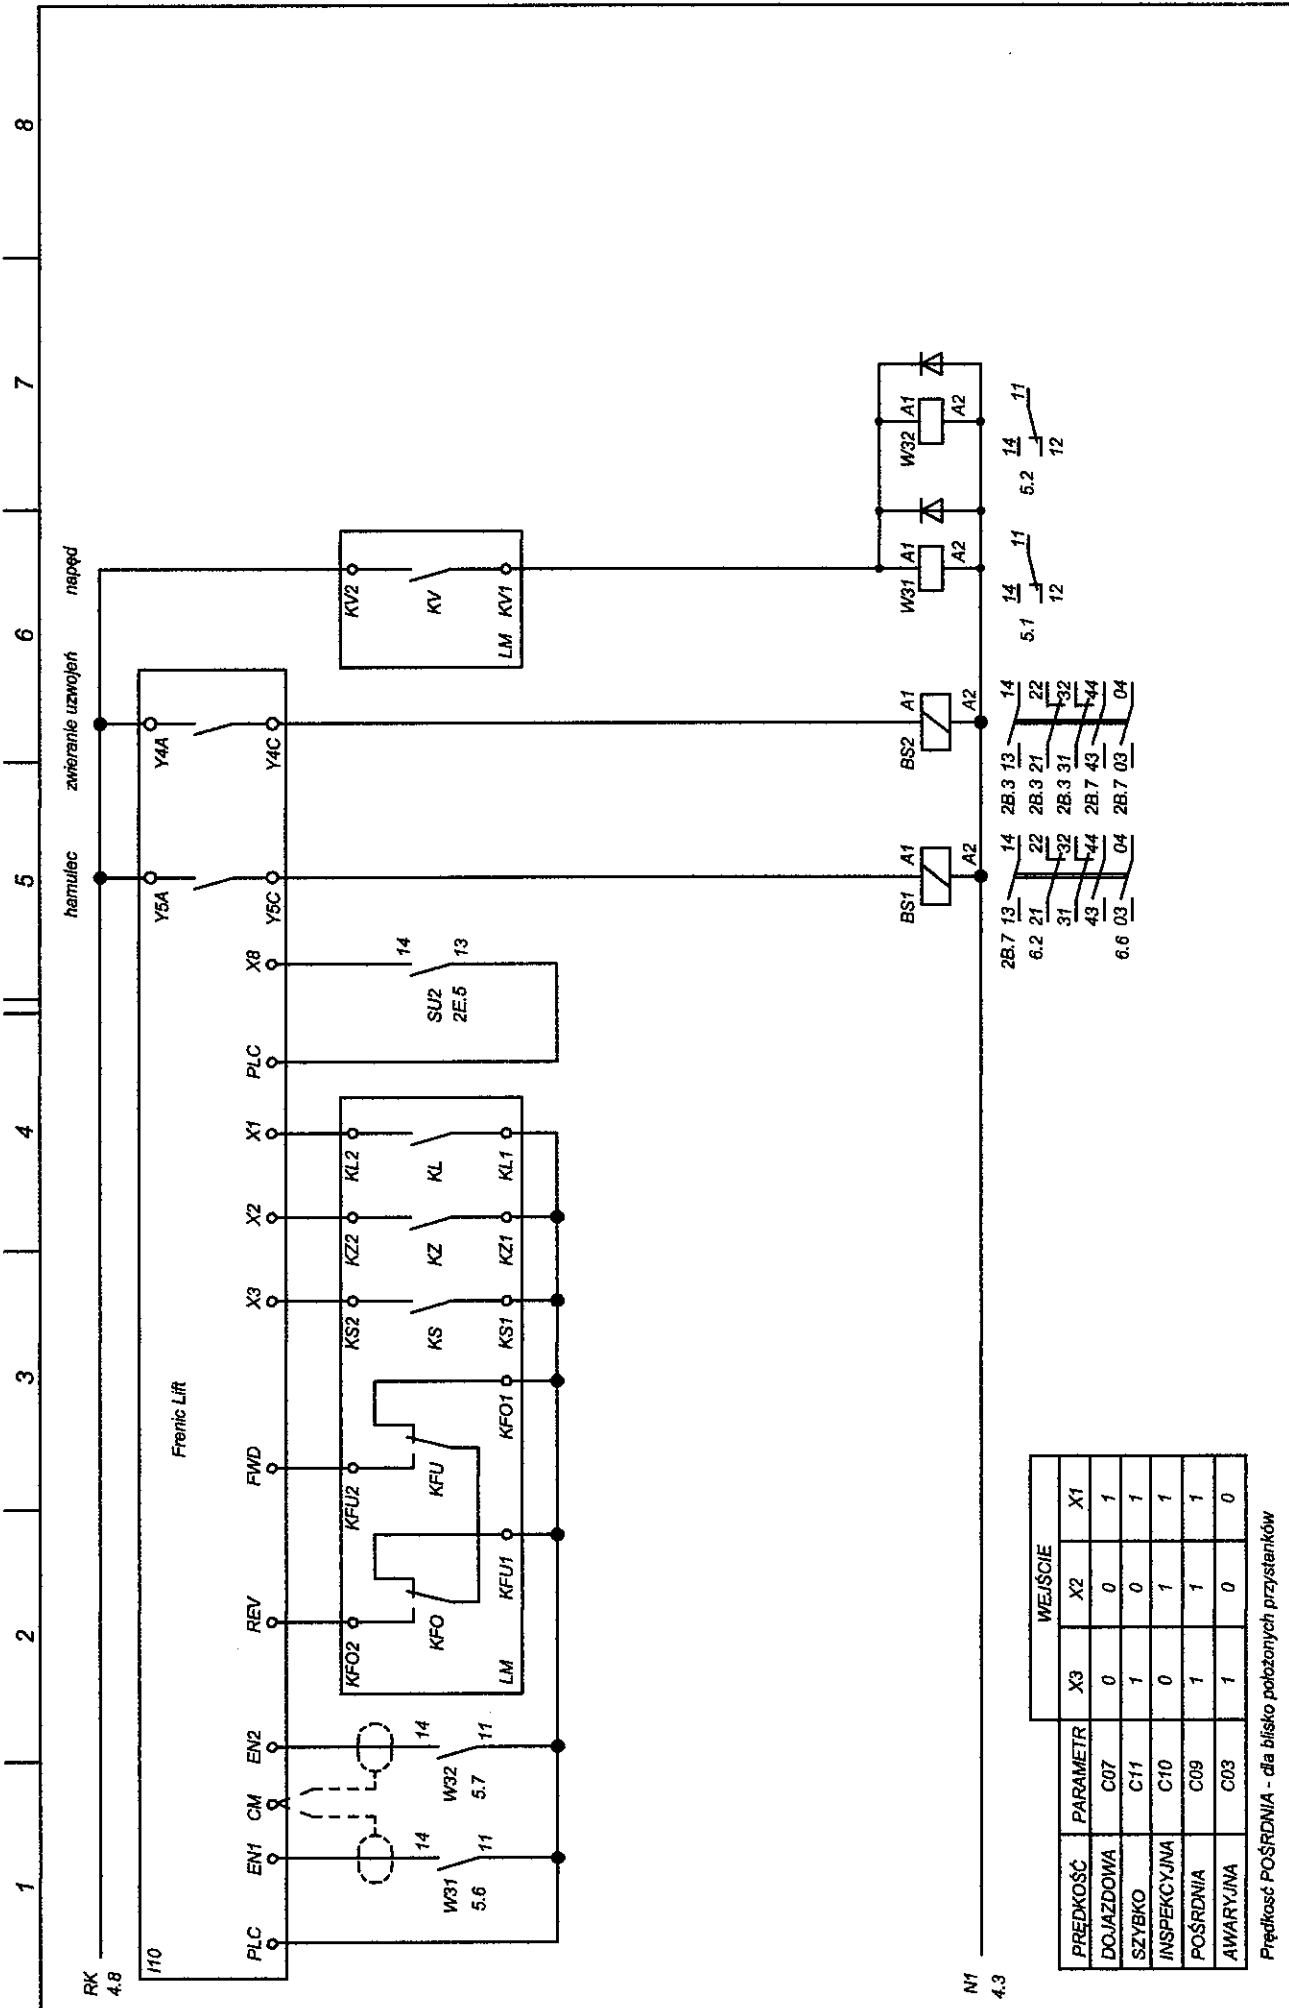 1 2 3 4 5 6 7 8
hamulec zwieranie uzwojeń napęd
RK
4.8
I10
Frenic Lift
Y5A Y4A
PLC EN1 CM EN2 REV FWD X3 X2 X1 PLC X8 Y5C Y4C
KFO2 KFU2 KS2 KZ2 KL2 KV2
14 14 14
W31 W32 KFO KFU KS KZ KL SU2 KV
5.6 5.7 2E.5
11 11 13
LM KFU1 KFO1 KS1 KZ1 KL1 LM KV1
BS1 A1 BS2 A1 W31 A1 W32 A1
A2 A2 A2 A2
N1
4.3
2B.7 13 14 2B.3 13 14 14 11 14 11
6.2 21 22 2B.3 21 22 5.1 5.2
31 32 2B.3 31 32 12 12
43 44 2B.7 43 44
6.6 03 04 2B.7 03 04
WEJŚCIE
PRĘDKOŚĆ PARAMETR X3 X2 X1
DOJAZDOWA C07 0 0 1
SZYBKO C11 1 0 1
INSPEKCYJNA C10 0 1 1
POŚRDNIA C09 1 1 1
AWARYJNA C03 1 0 0
Prędkosć POŚRDNIA - dla blisko położonych przystanków